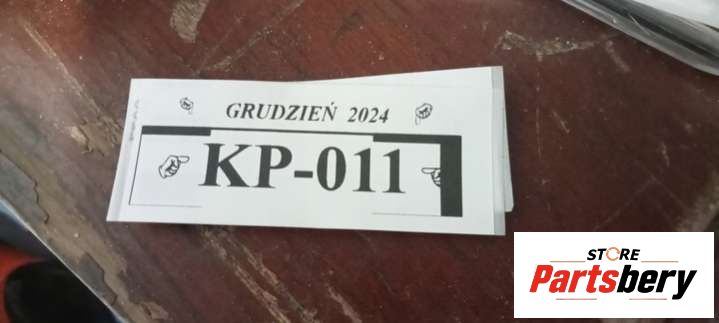 GRUDZIEŃ 2024
KP-011
STORE
Partsbery